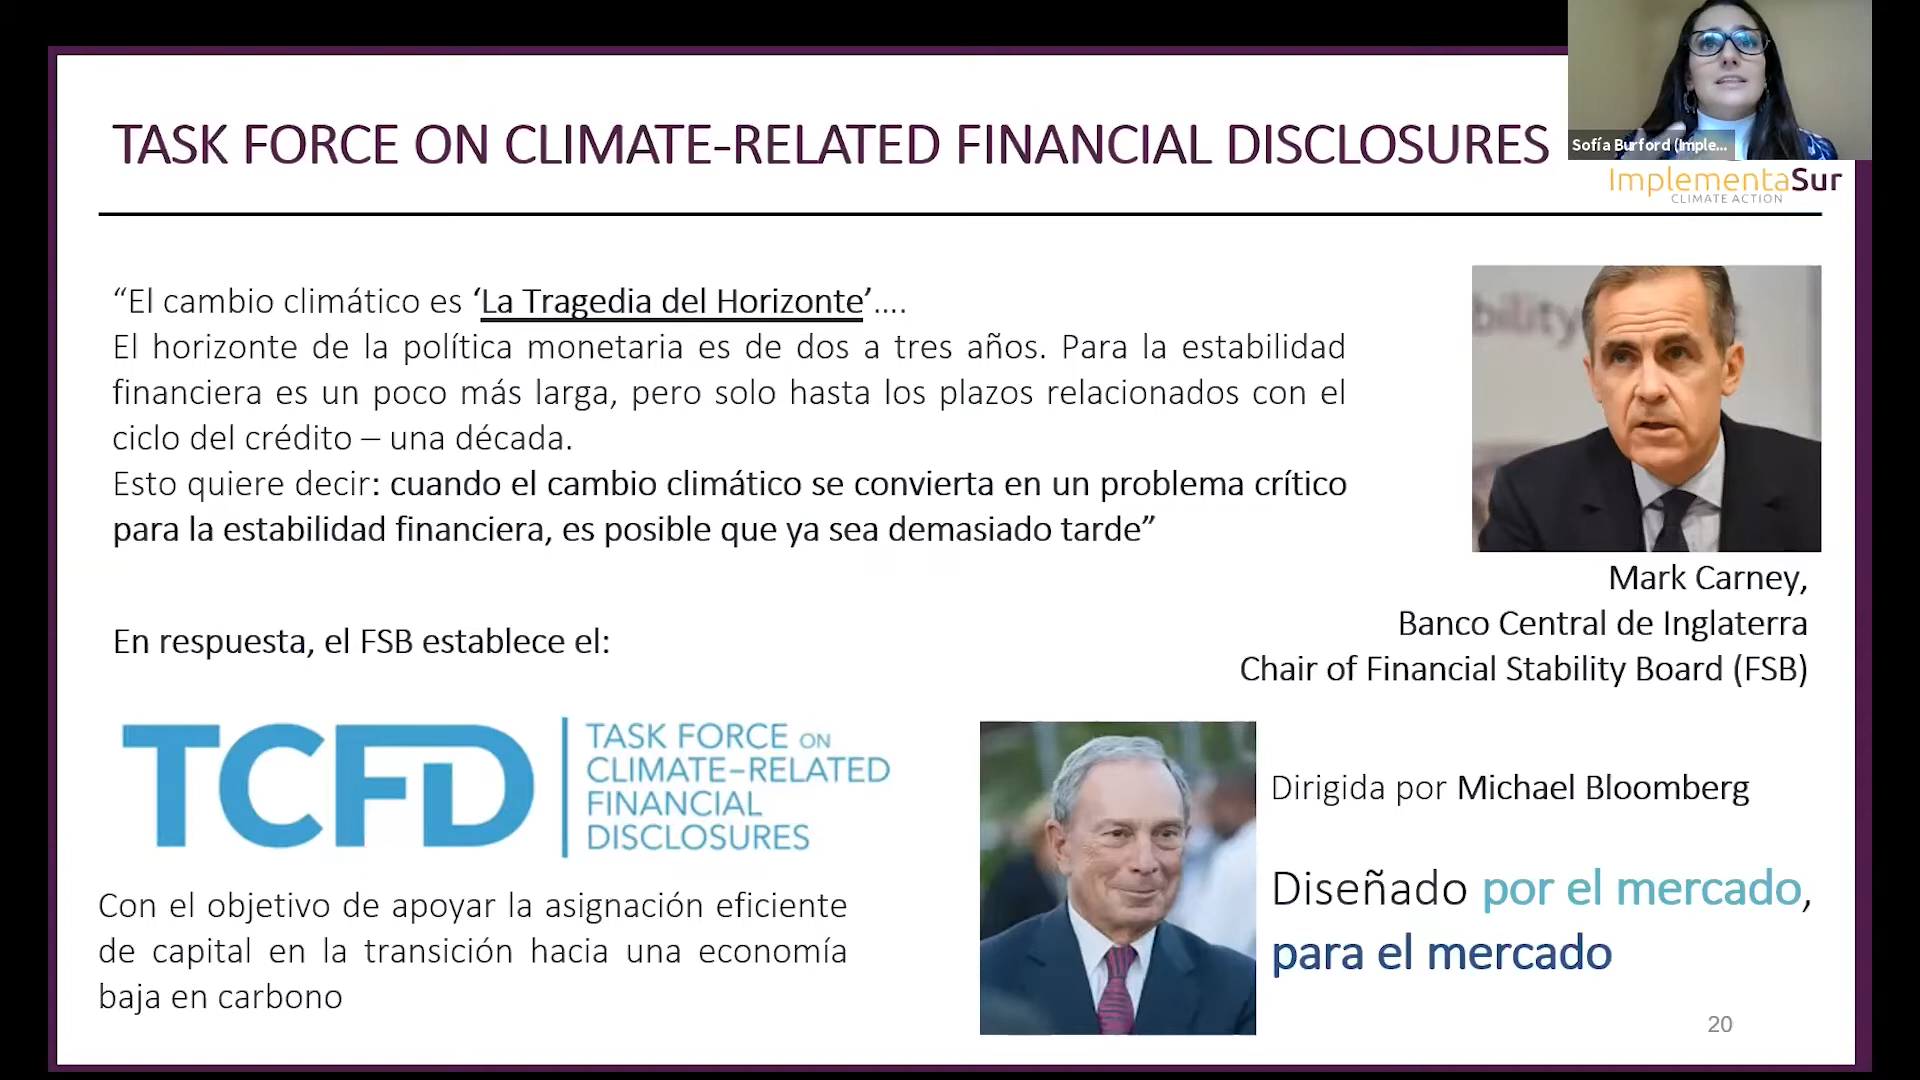 Sofía Burford (Imple...
TASK FORCE ON CLIMATE-RELATED FINANCIAL DISCLOSURES
ImplementaSur
CLIMATE ACTION
“El cambio climático es ‘La Tragedia del Horizonte’....
El horizonte de la política monetaria es de dos a tres años. Para la estabilidad
financiera es un poco más larga, pero solo hasta los plazos relacionados con el
ciclo del crédito – una década.
Esto quiere decir: cuando el cambio climático se convierta en un problema crítico
para la estabilidad financiera, es posible que ya sea demasiado tarde”
bility
Mark Carney,
Banco Central de Inglaterra
Chair of Financial Stability Board (FSB)
En respuesta, el FSB establece el:
TCFD
TASK FORCE ON
CLIMATE-RELATED
FINANCIAL
DISCLOSURES
Con el objetivo de apoyar la asignación eficiente
de capital en la transición hacia una economía
baja en carbono
Dirigida por Michael Bloomberg
Diseñado por el mercado,
para el mercado
20